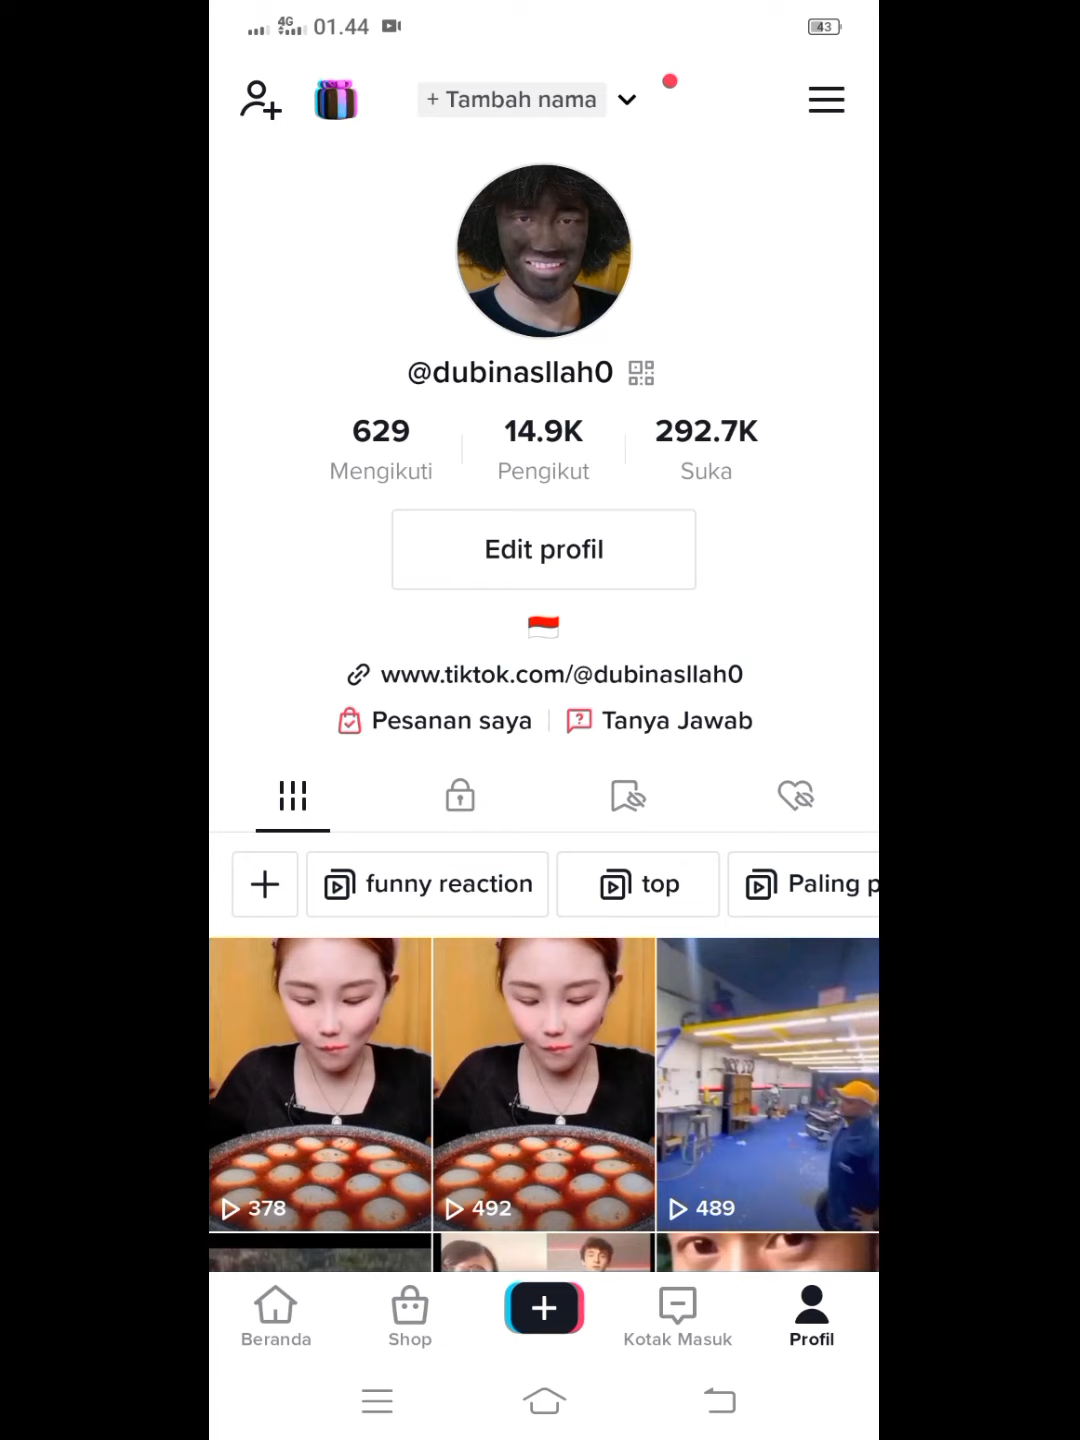 4G 01.44 43
+ Tambah nama
@dubinasllah0
629 14.9K 292.7K
Mengikuti Pengikut Suka
Edit profil
www.tiktok.com/@dubinasllah0
Pesanan saya Tanya Jawab
funny reaction top Paling p
378 492 489
Beranda Shop Kotak Masuk Profil